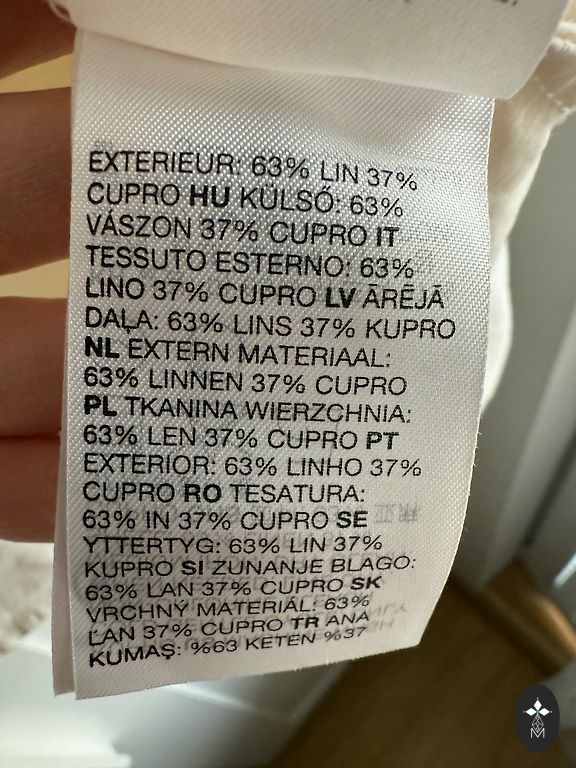 EXTERIEUR: 63% LIN 37%
CUPRO HU KÜLSŐ: 63%
VÁSZON 37% CUPRO IT
TESSUTO ESTERNO: 63%
LINO 37% CUPRO LV ĀRĒJĀ
DAĻA: 63% LINS 37% KUPRO
NL EXTERN MATERIAAL:
63% LINNEN 37% CUPRO
PL TKANINA WIERZCHNIA:
63% LEN 37% CUPRO PT
EXTERIOR: 63% LINHO 37%
CUPRO RO TESATURA:
63% IN 37% CUPRO SE
YTTERTYG: 63% LIN 37%
KUPRO SI ZUNANJE BLAGO:
63% LAN 37% CUPRO SK
VRCHNÝ MATERIÁL: 63%
ĽAN 37% CUPRO TR ANA
KUMAŞ: %63 KETEN %37
M